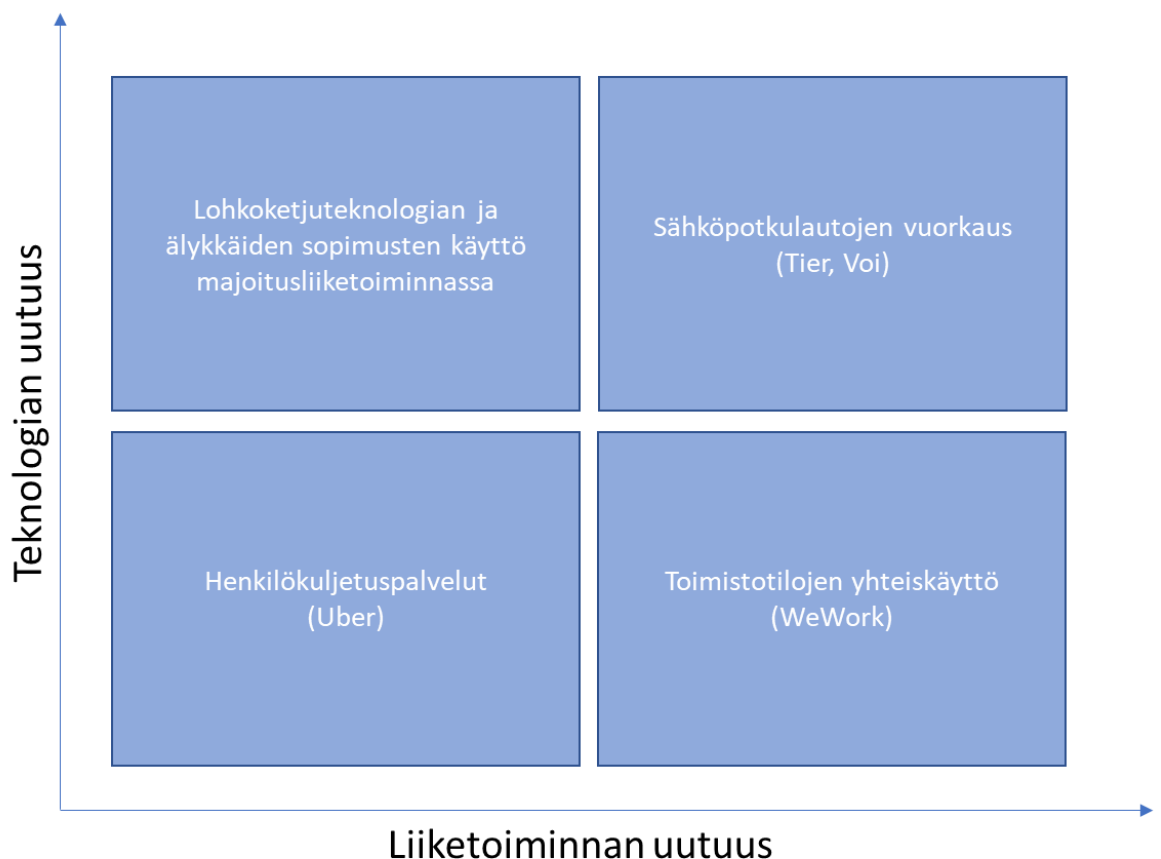 Teknologian uutuus
Lohkoketjuteknologian ja
älykkäiden sopimusten käyttö
majoitusliiketoiminnassa
Sähköpotkulautojen vuorkaus
(Tier, Voi)
Henkilökuljetuspalvelut
(Uber)
Toimistotilojen yhteiskäyttö
(WeWork)
Liiketoiminnan uutuus